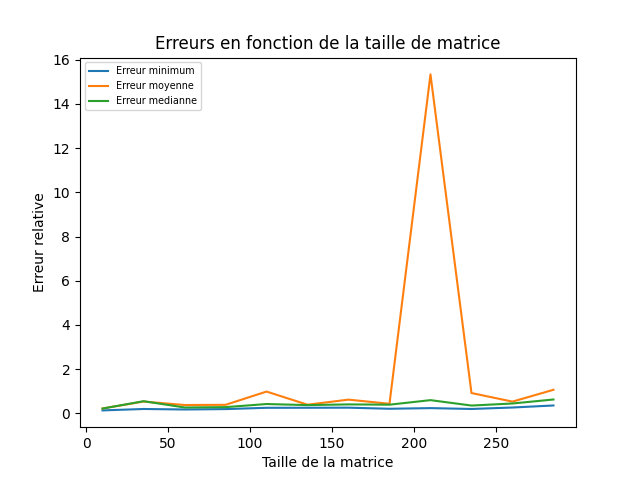 Erreurs en fonction de la taille de matrice
Erreur minimum
Erreur moyenne
Erreur medianne
Erreur relative
16
14
12
10
8
6
4
2
0
0 50 100 150 200 250
Taille de la matrice